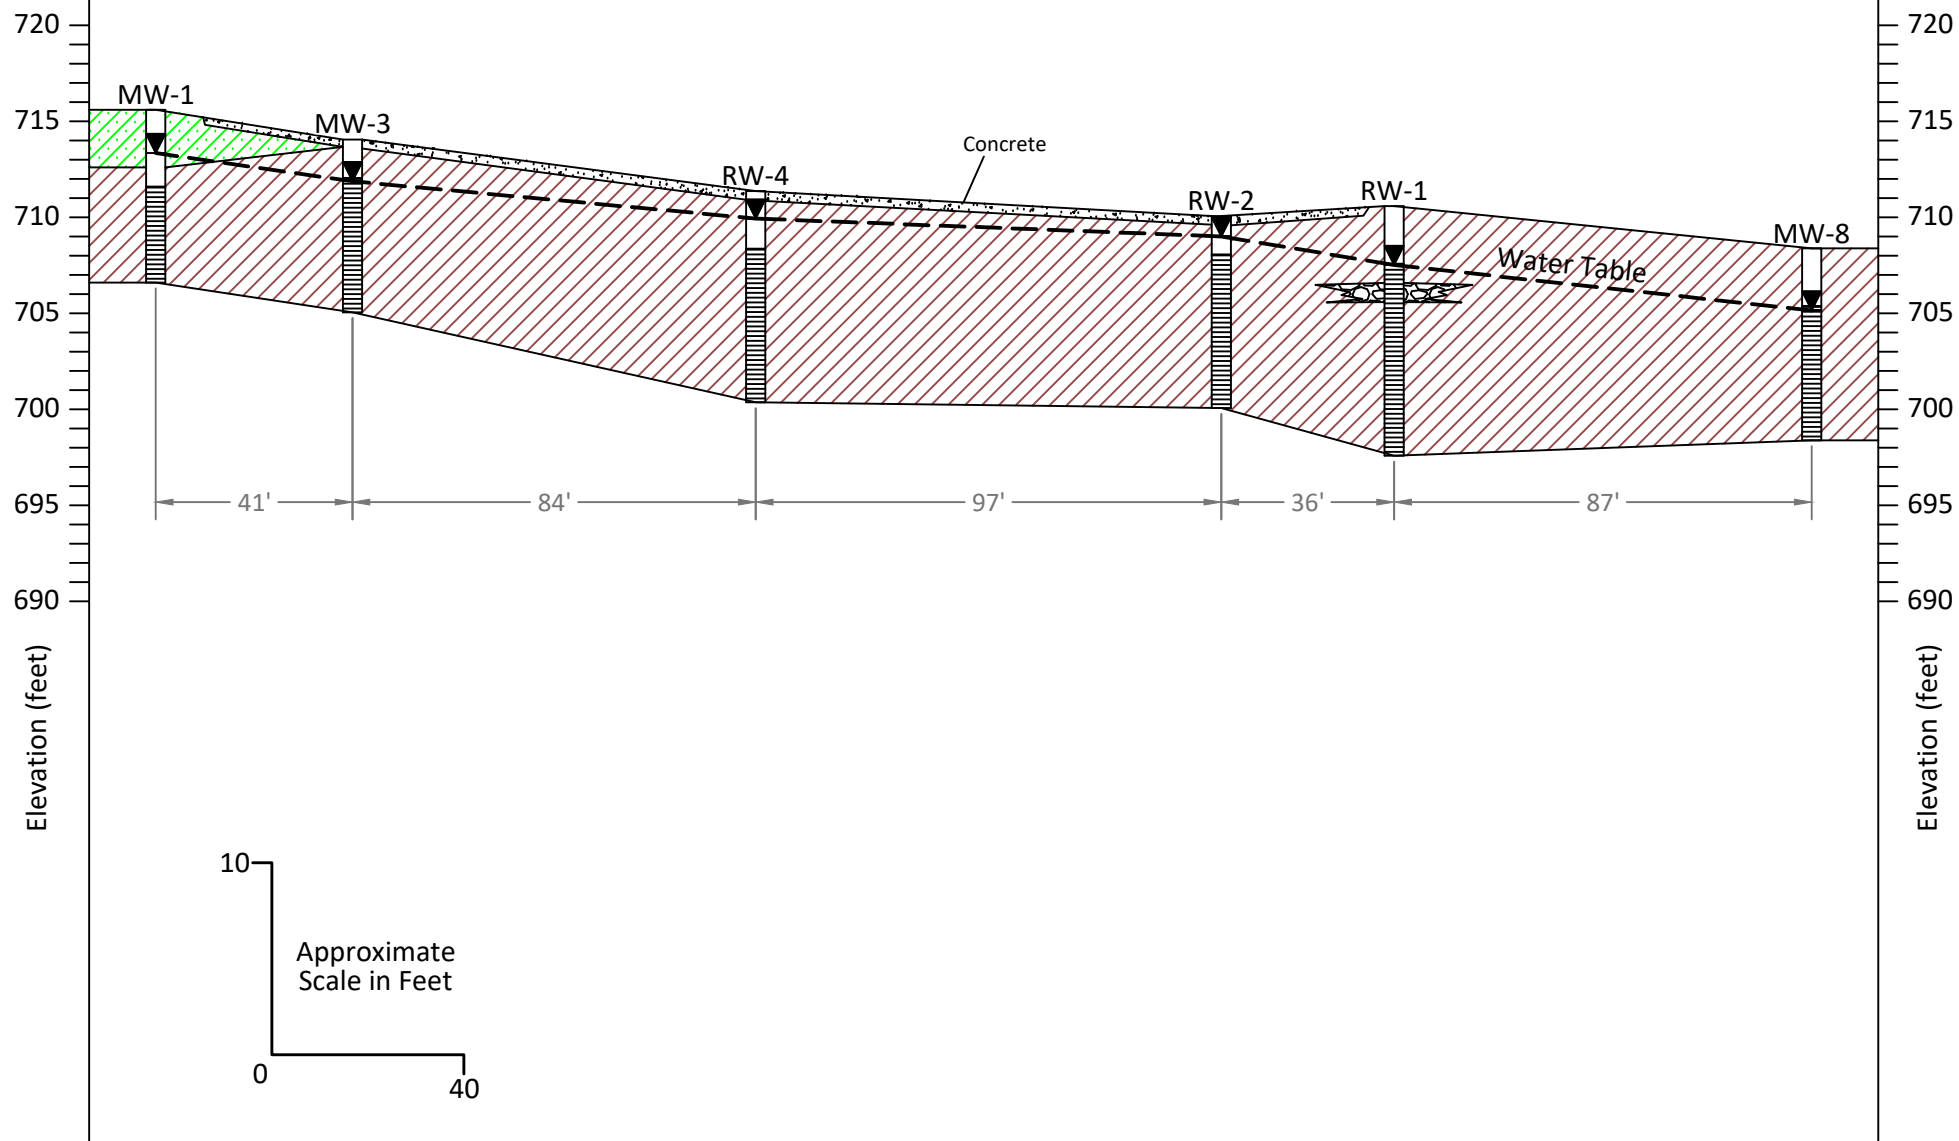 720
720
MW-1
715
MW-3
715
Concrete
RW-4
RW-2
RW-1
710
710
MW-8
Water Table
705
705
700
700
695
41'
84'
97'
36'
87'
695
690
690
Elevation (feet)
Elevation (feet)
10
Approximate
Scale in Feet
0
40